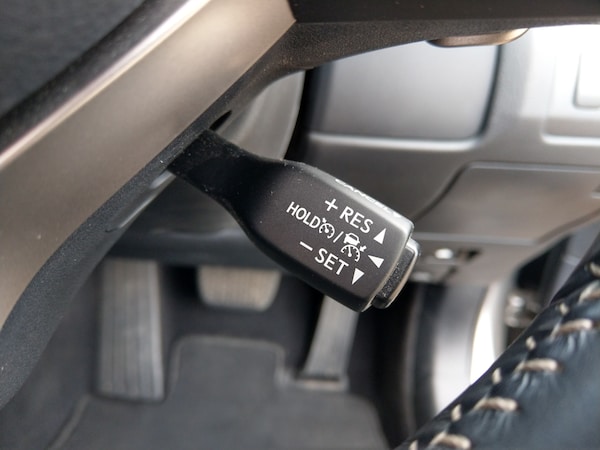 + RES
HOLD /
− SET